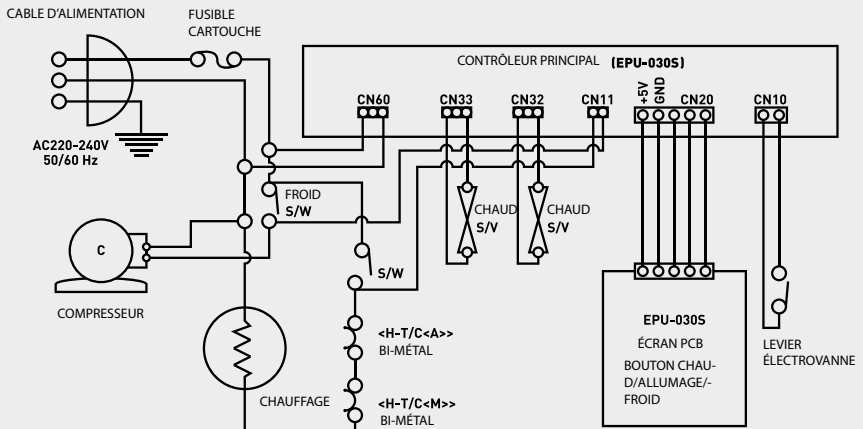 CABLE D'ALIMENTATION
FUSIBLE
CARTOUCHE
CONTRÔLEUR PRINCIPAL (EPU-030S)
CN60
CN33
CN32
CN11
+5V
GND
CN20
CN10
AC220-240V
50/60 Hz
FROID
S/W
CHAUD
S/V
CHAUD
S/V
C
S/W
COMPRESSEUR
EPU-030S
ÉCRAN PCB
BOUTON CHAU-
D/ALLUMAGE/-
FROID
LEVIER
ÉLECTROVANNE
<H-T/C<A>>
BI-MÉTAL
CHAUFFAGE
<H-T/C<M>>
BI-MÉTAL